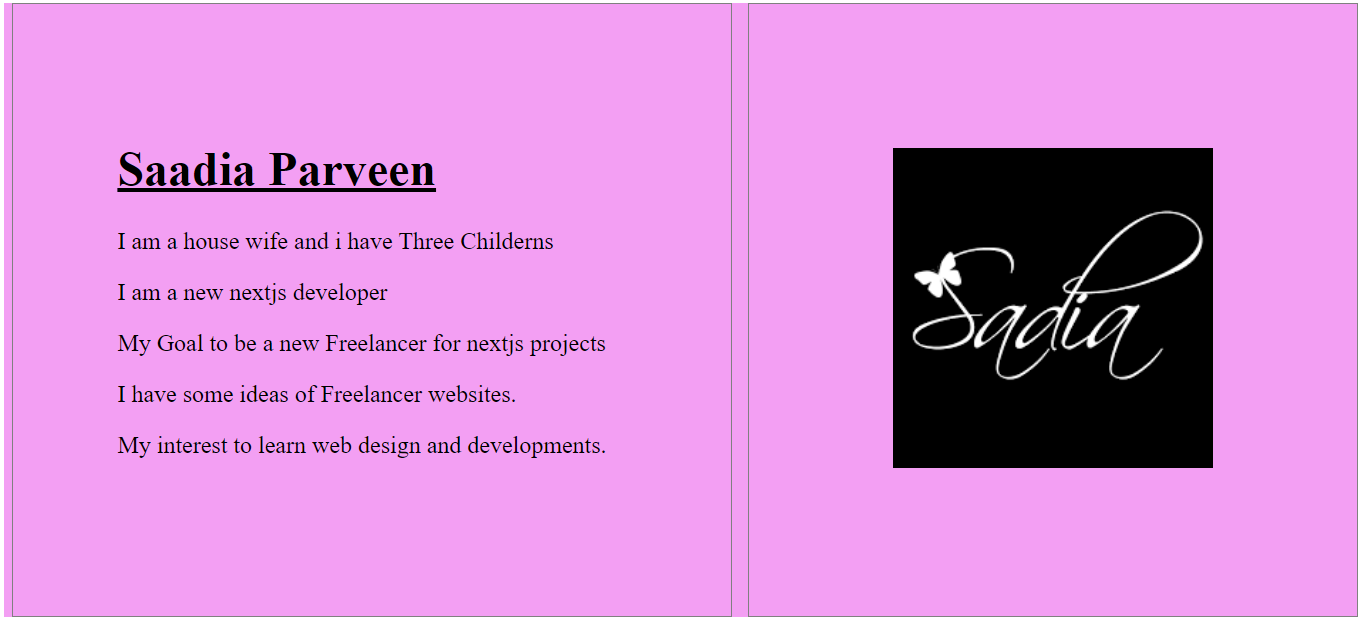 Saadia Parveen
I am a house wife and i have Three Childerns
I am a new nextjs developer
My Goal to be a new Freelancer for nextjs projects
I have some ideas of Freelancer websites.
My interest to learn web design and developments.
Sadia